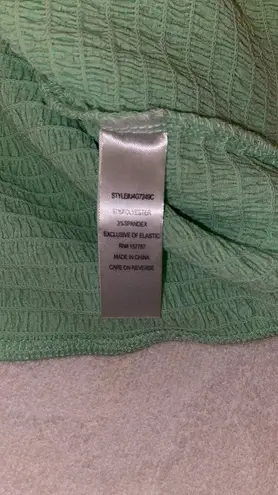 97%POLYESTER
3%SPANDEX
EXCLUSIVE OF ELASTIC
MADE IN CHINA
CARE ON REVERSE